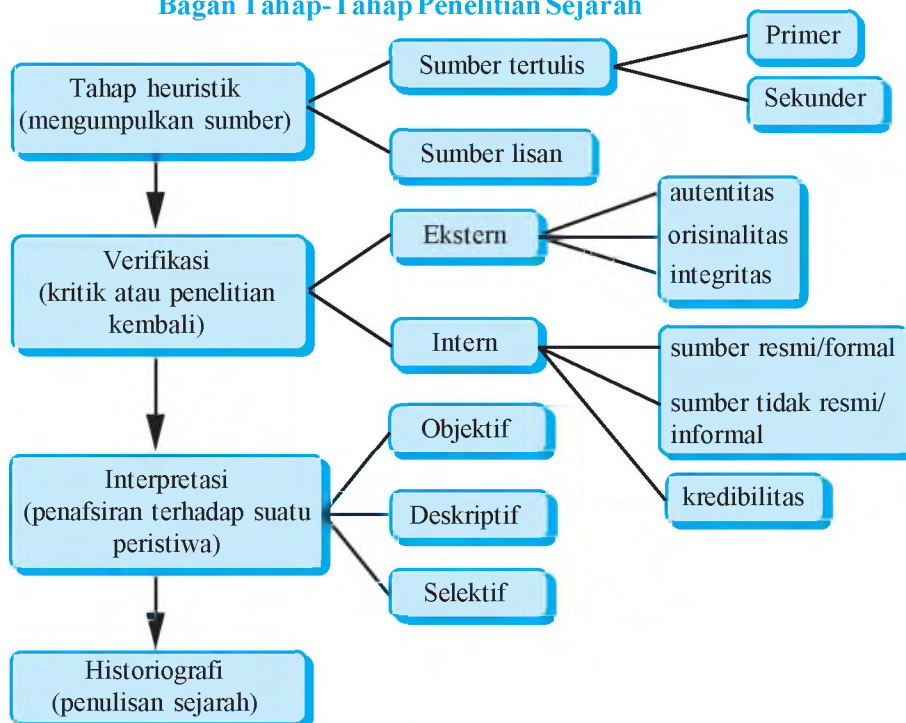 Bagan Tahap-Tahap Penelitian Sejarah
Tahap heuristik
(mengumpulkan sumber)
Sumber tertulis
Primer
Sekunder
Sumber lisan
Verifikasi
(kritik atau penelitian
kembali)
Ekstern
autentitas
orisinalitas
integritas
Intern
sumber resmi/formal
sumber tidak resmi/
informal
kredibilitas
Interpretasi
(penafsiran terhadap suatu
peristiwa)
Objektif
Deskriptif
Selektif
Historiografi
(penulisan sejarah)